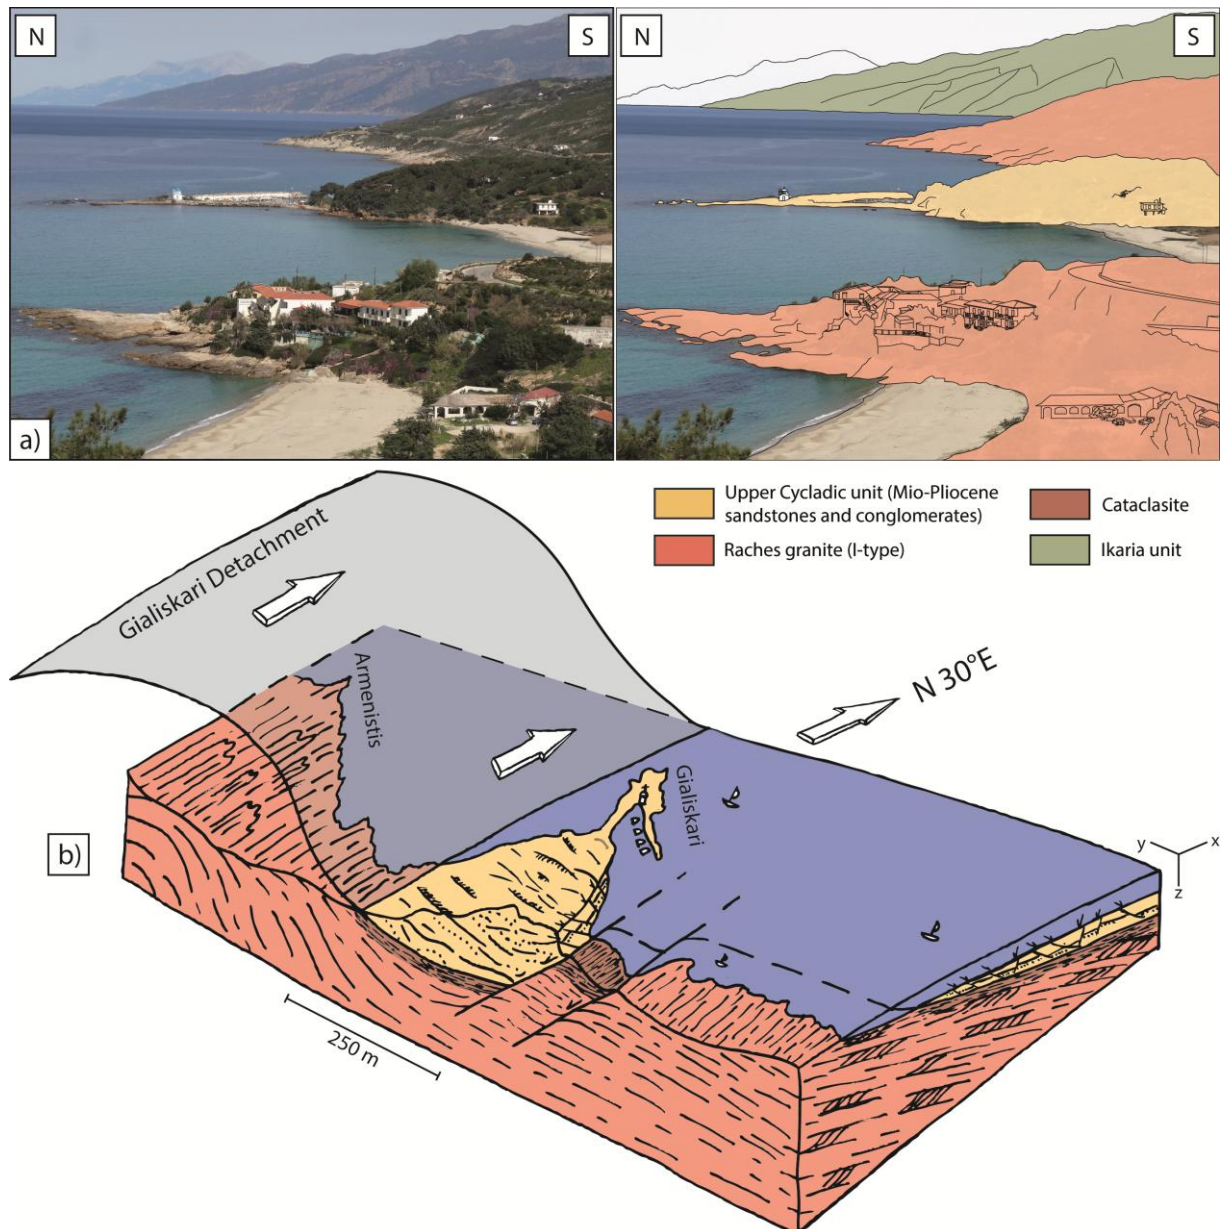 N
S
N
S
a)
Upper Cycladic unit (Mio-Pliocene
sandstones and conglomerates)
Cataclasite
Raches granite (I-type)
Ikaria unit
Gialiskari Detachment
Armenistis
N 30°E
Gialiskari
b)
y
x
z
250 m